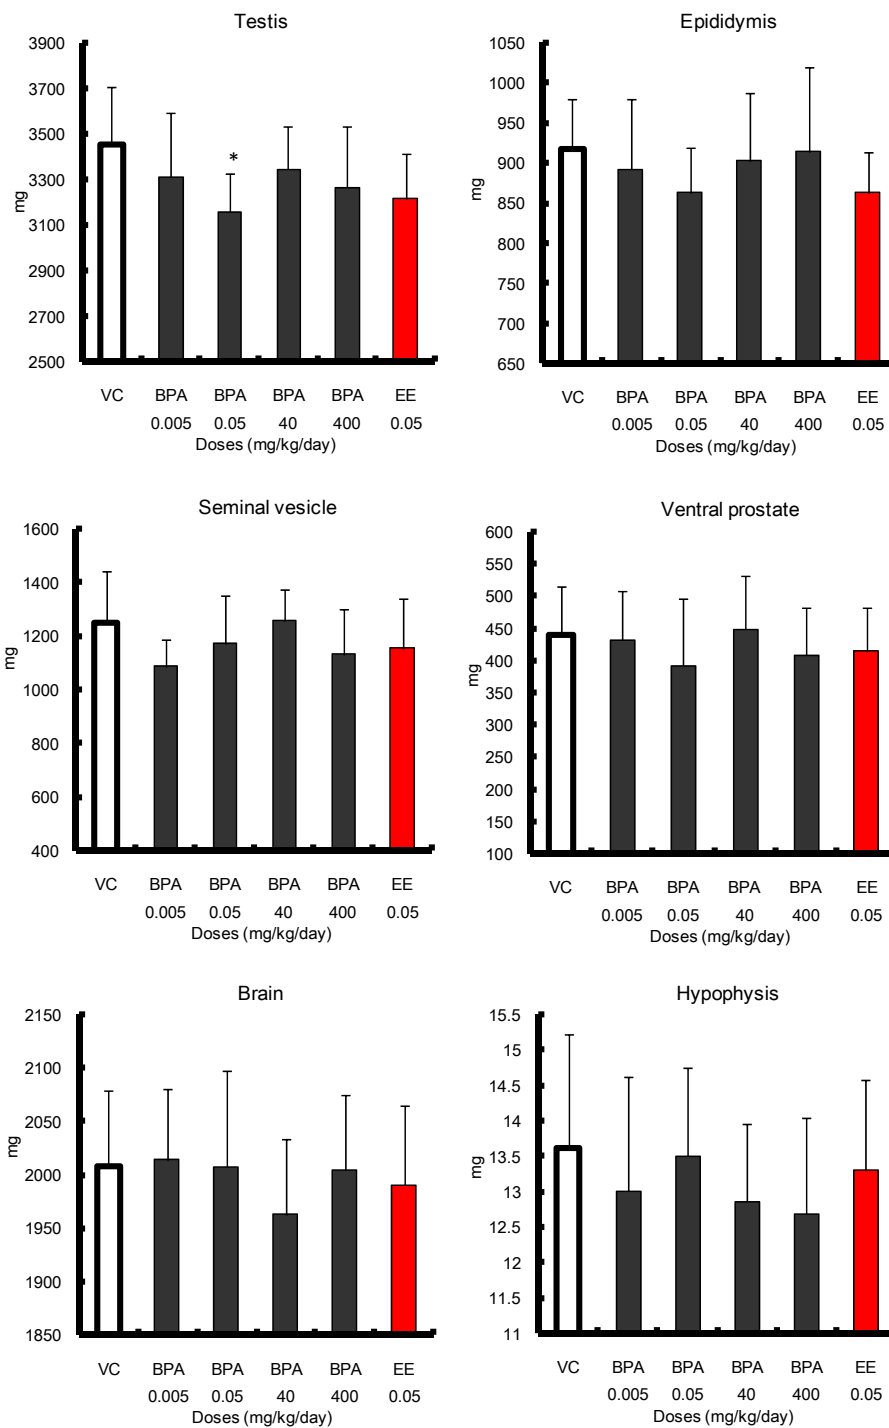 Testis
3900
3700
3500
3300
3100
2900
2700
2500
mg
*
VC BPA BPA BPA BPA EE
0.005 0.05 40 400 0.05
Doses (mg/kg/day)
Epididymis
1050
1000
950
900
850
800
750
700
650
mg
VC BPA BPA BPA BPA EE
0.005 0.05 40 400 0.05
Doses (mg/kg/day)
Seminal vesicle
1600
1400
1200
1000
800
600
400
mg
VC BPA BPA BPA BPA EE
0.005 0.05 40 400 0.05
Doses (mg/kg/day)
Ventral prostate
600
550
500
450
400
350
300
250
200
150
100
mg
VC BPA BPA BPA BPA EE
0.005 0.05 40 400 0.05
Doses (mg/kg/day)
Brain
2150
2100
2050
2000
1950
1900
1850
mg
VC BPA BPA BPA BPA EE
0.005 0.05 40 400 0.05
Doses (mg/kg/day)
Hypophysis
15.5
15
14.5
14
13.5
13
12.5
12
11.5
11
mg
VC BPA BPA BPA BPA EE
0.005 0.05 40 400 0.05
Doses (mg/kg/day)